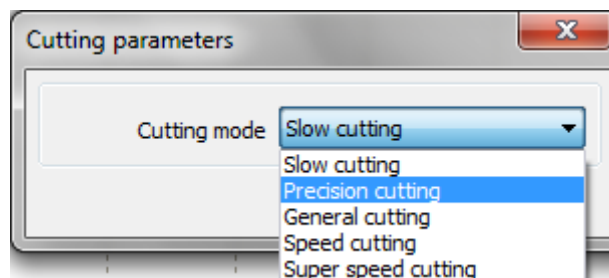 Cutting parameters
Cutting mode Slow cutting
Slow cutting
Precision cutting
General cutting
Speed cutting
Super speed cutting